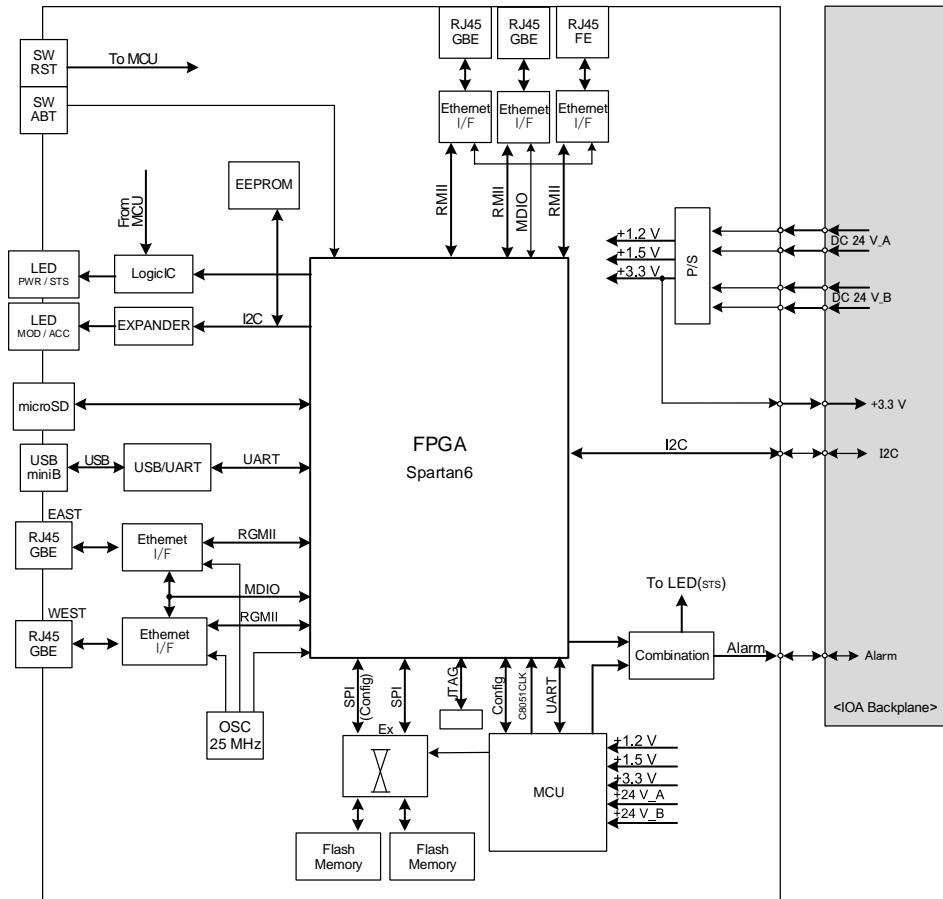 RJ45
GBE
RJ45
GBE
RJ45
FE
SW
RST
To MCU
SW
ABT
Ethernet
I/F
Ethernet
I/F
Ethernet
I/F
RMII
RMII
MDIO
RMII
EEPROM
From
MCU
+1.2 V
+1.5 V
+3.3 V
P/S
DC 24 V_A
DC 24 V_B
LED
PWR / STS
LogicIC
LED
MOD / ACC
EXPANDER
I2C
microSD
+3.3 V
FPGA
Spartan6
I2C
I2C
USB
miniB
USB
USB/UART
UART
EAST
RJ45
GBE
Ethernet
I/F
RGMII
MDIO
WEST
RJ45
GBE
Ethernet
I/F
RGMII
To LED(STS)
Combination
Alarm
Alarm
<IOA Backplane>
OSC
25 MHz
SPI
(Config)
SPI
JTAG
Config
C8051CLK
UART
Ex
MCU
+1.2 V
+1.5 V
+3.3 V
+24 V_A
+24 V_B
Flash
Memory
Flash
Memory